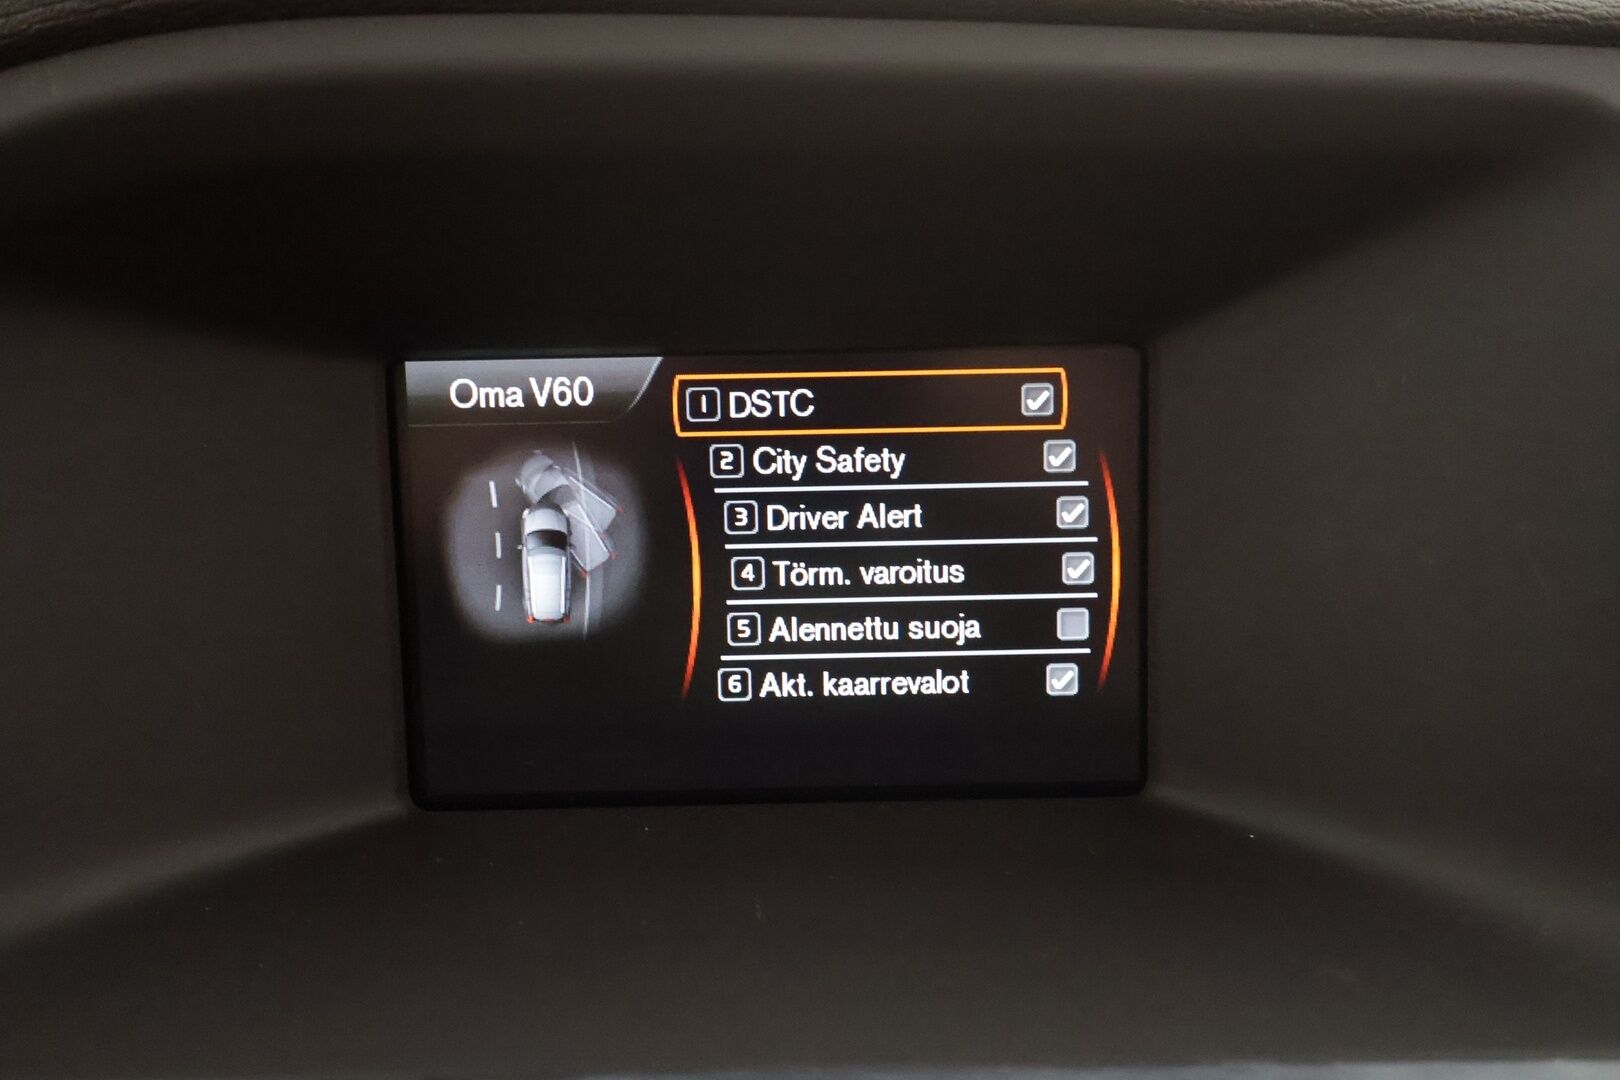 Oma V60
1 DSTC
2 City Safety
3 Driver Alert
4 Törm. varoitus
5 Alennettu suoja
6 Akt. kaarrevalot